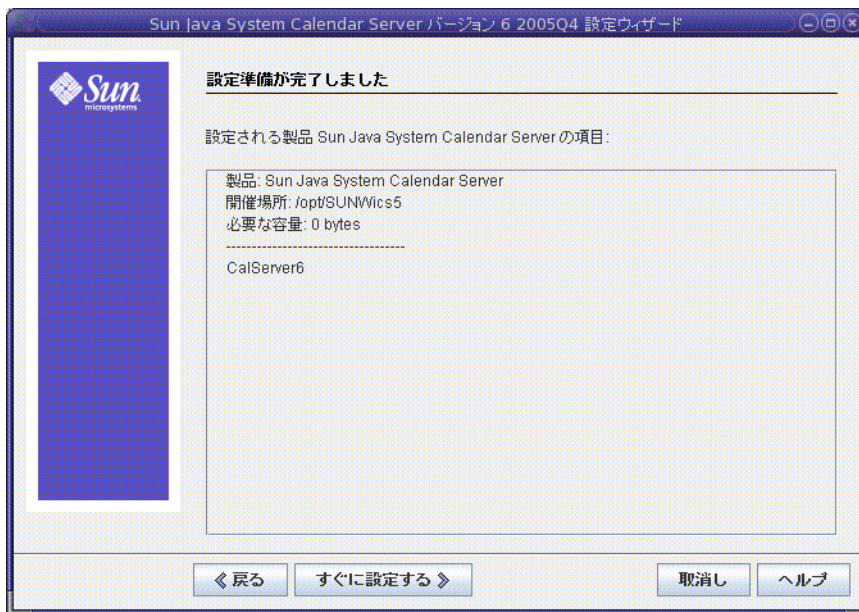 Sun Java System Calendar Server バージョン 6 2005Q4 設定ウィザード
Sun
microsystems
設定準備が完了しました
設定される製品 Sun Java System Calendar Server の項目:
製品: Sun Java System Calendar Server
開催場所: /opt/SUNWics5
必要な容量: 0 bytes
----------------------------------
CalServer6
《 戻る
すぐに設定する 》
取消し
ヘルプ